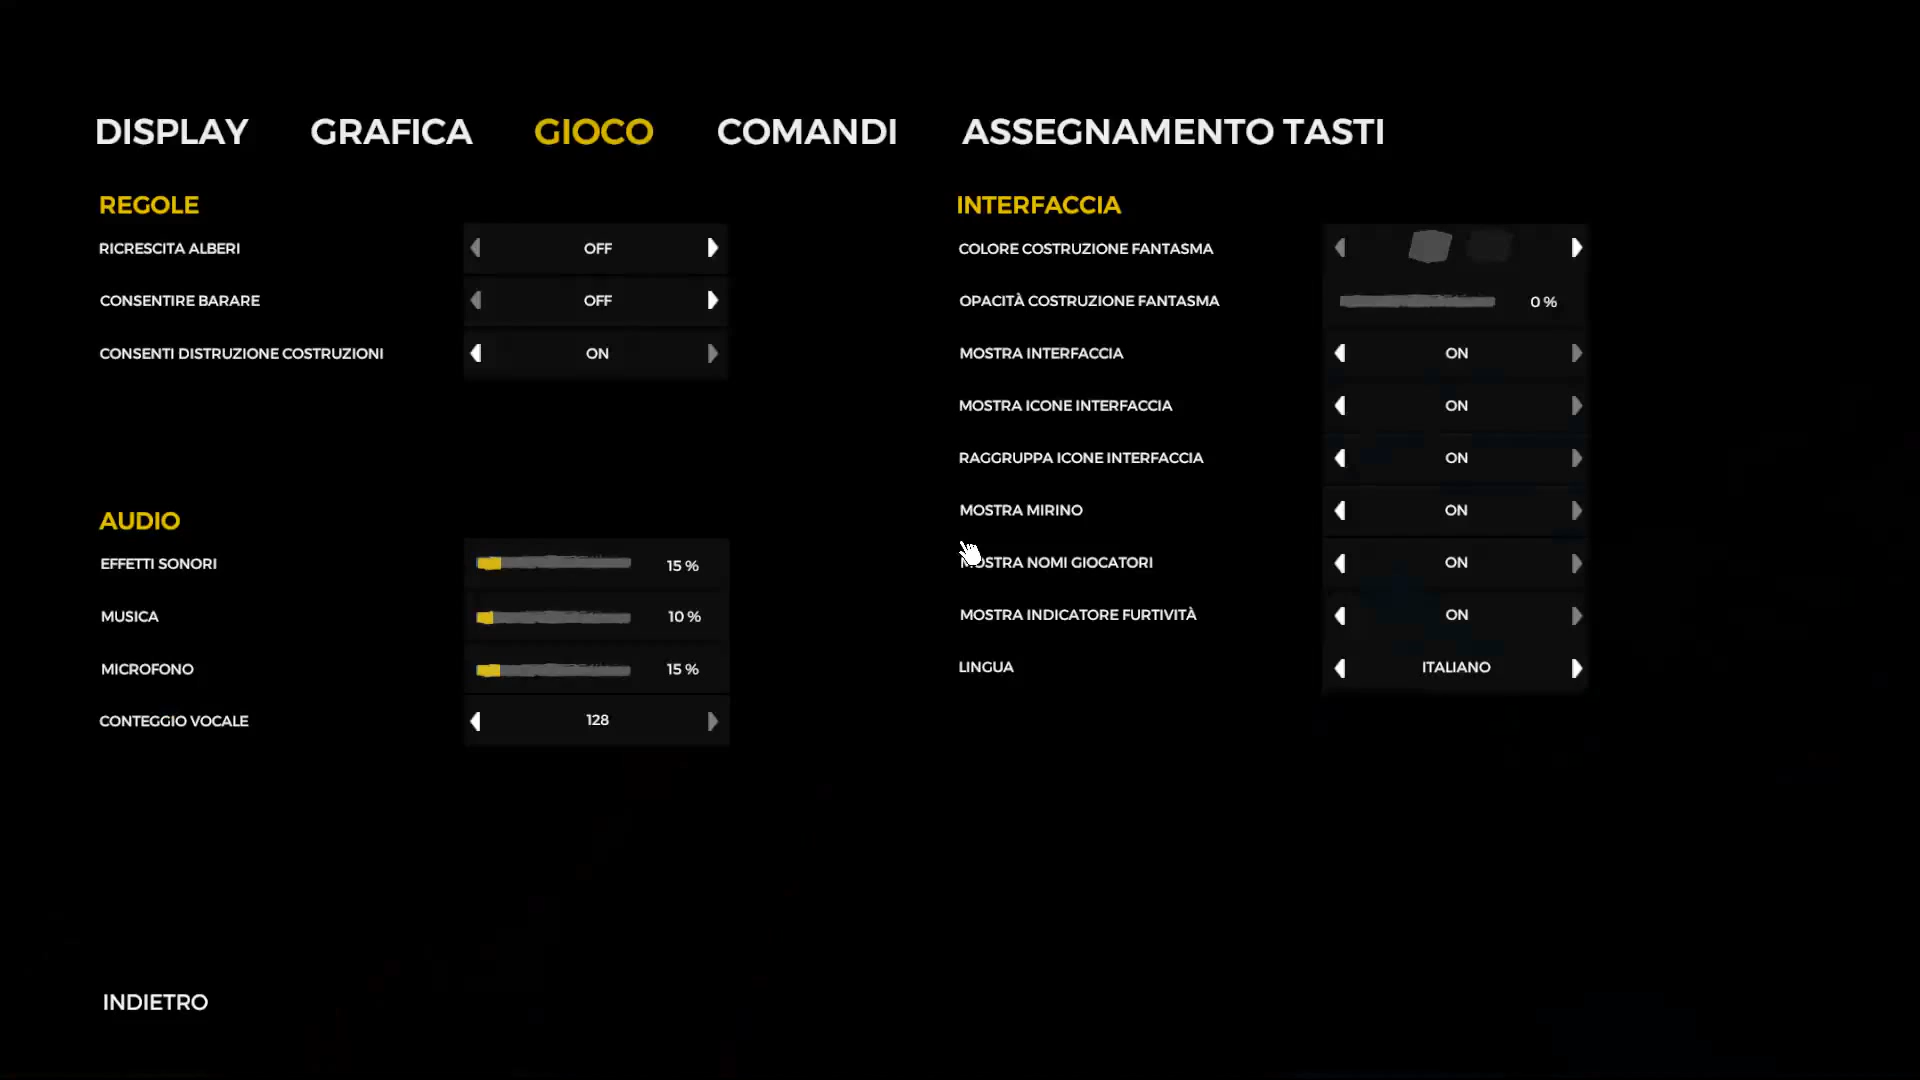 DISPLAY GRAFICA GIOCO COMANDI ASSEGNAMENTO TASTI
REGOLE
RICRESCITA ALBERI OFF
CONSENTIRE BARARE OFF
CONSENTI DISTRUZIONE COSTRUZIONI ON
AUDIO
EFFETTI SONORI 15 %
MUSICA 10 %
MICROFONO 15 %
CONTEGGIO VOCALE 128
INTERFACCIA
COLORE COSTRUZIONE FANTASMA
OPACITÀ COSTRUZIONE FANTASMA 0 %
MOSTRA INTERFACCIA ON
MOSTRA ICONE INTERFACCIA ON
RAGGRUPPA ICONE INTERFACCIA ON
MOSTRA MIRINO ON
MOSTRA NOMI GIOCATORI ON
MOSTRA INDICATORE FURTIVITÀ ON
LINGUA ITALIANO
INDIETRO